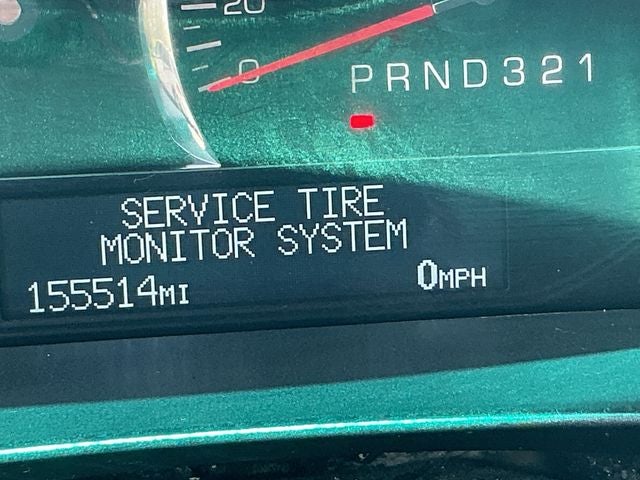 20
0
PRND321
SERVICE TIRE
MONITOR SYSTEM
155514MI 0MPH